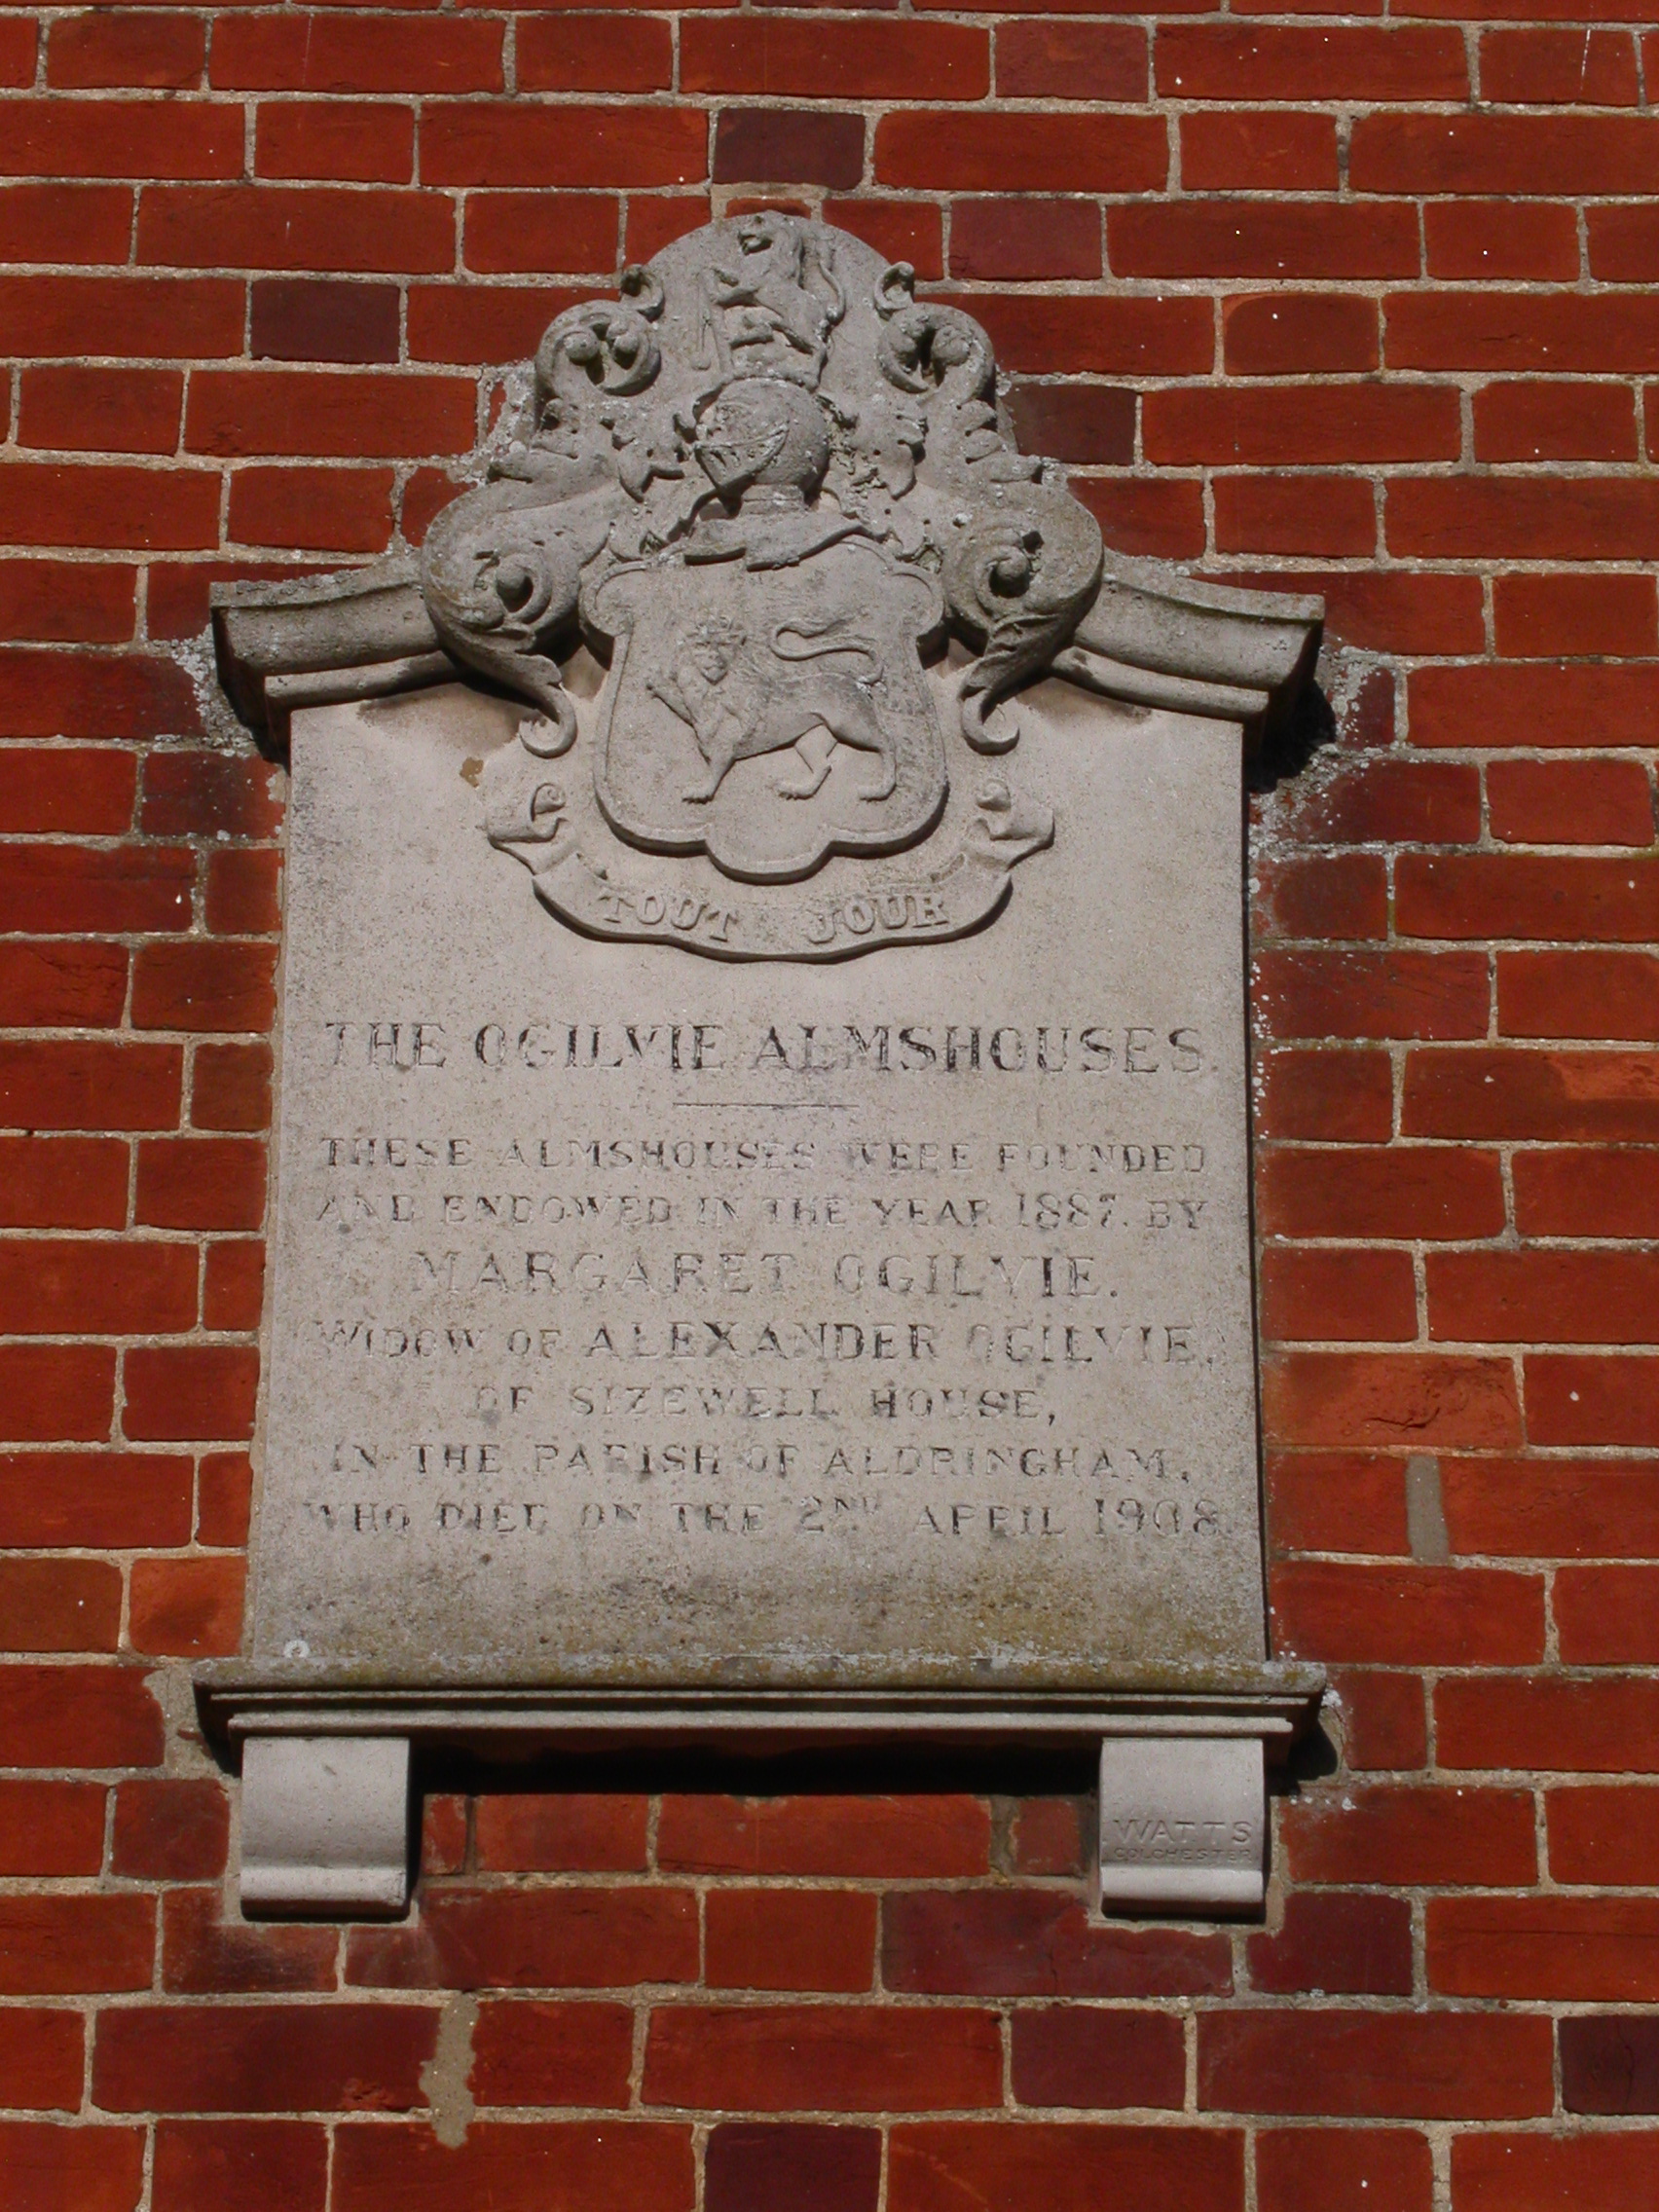 TOUT JOUR
THE OGILVIE ALMSHOUSES
THESE ALMSHOUSES WERE FOUNDED
AND ENDOWED IN THE YEAR 1887. BY
MARGARET OGILVIE.
WIDOW OF ALEXANDER OGILVIE,
OF SIZEWELL HOUSE,
IN THE PARISH OF ALDRINGHAM,
WHO DIED ON THE 2ND APRIL 1908
WATTS
COLCHESTER